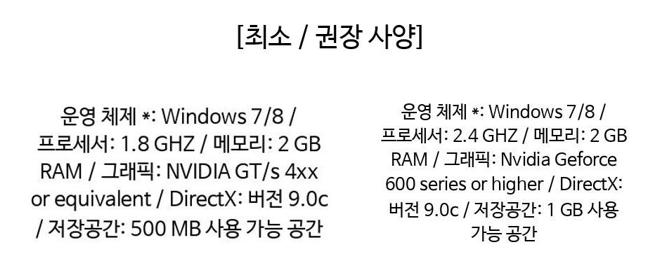 [최소 / 권장 사양]
운영 체제 *: Windows 7/8 /
프로세서: 1.8 GHZ / 메모리: 2 GB
RAM / 그래픽: NVIDIA GT/s 4xx
or equivalent / DirectX: 버전 9.0c
/ 저장공간: 500 MB 사용 가능 공간
운영 체제 *: Windows 7/8 /
프로세서: 2.4 GHZ / 메모리: 2 GB
RAM / 그래픽: Nvidia Geforce
600 series or higher / DirectX:
버전 9.0c / 저장공간: 1 GB 사용
가능 공간